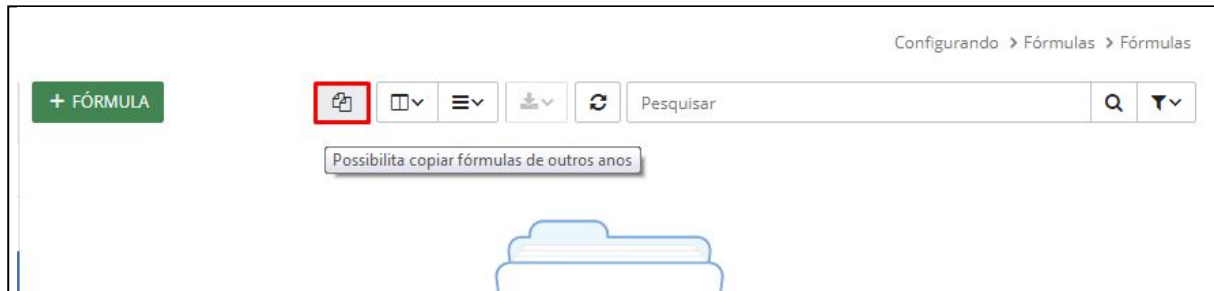 Configurando > Fórmulas > Fórmulas
+ FÓRMULA
Pesquisar
Possibilita copiar fórmulas de outros anos